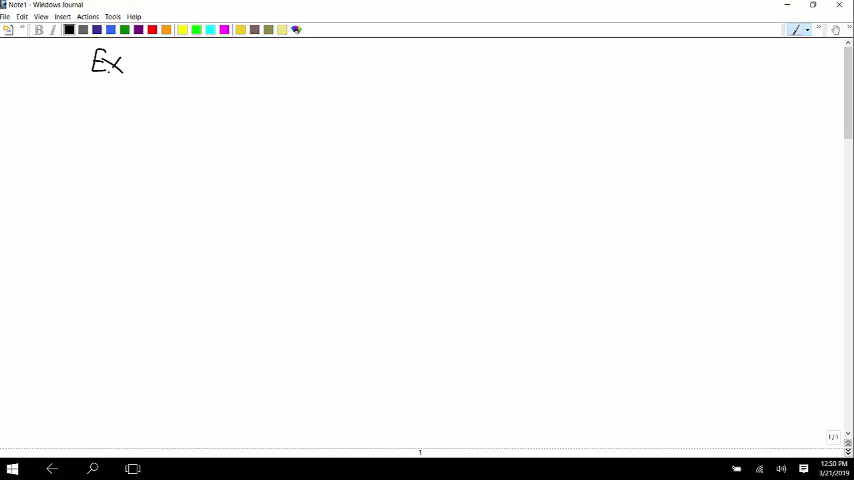 Note1 - Windows Journal
File Edit View Insert Actions Tools Help
B I
Ex
1/1
1
12:50 PM
3/21/2019